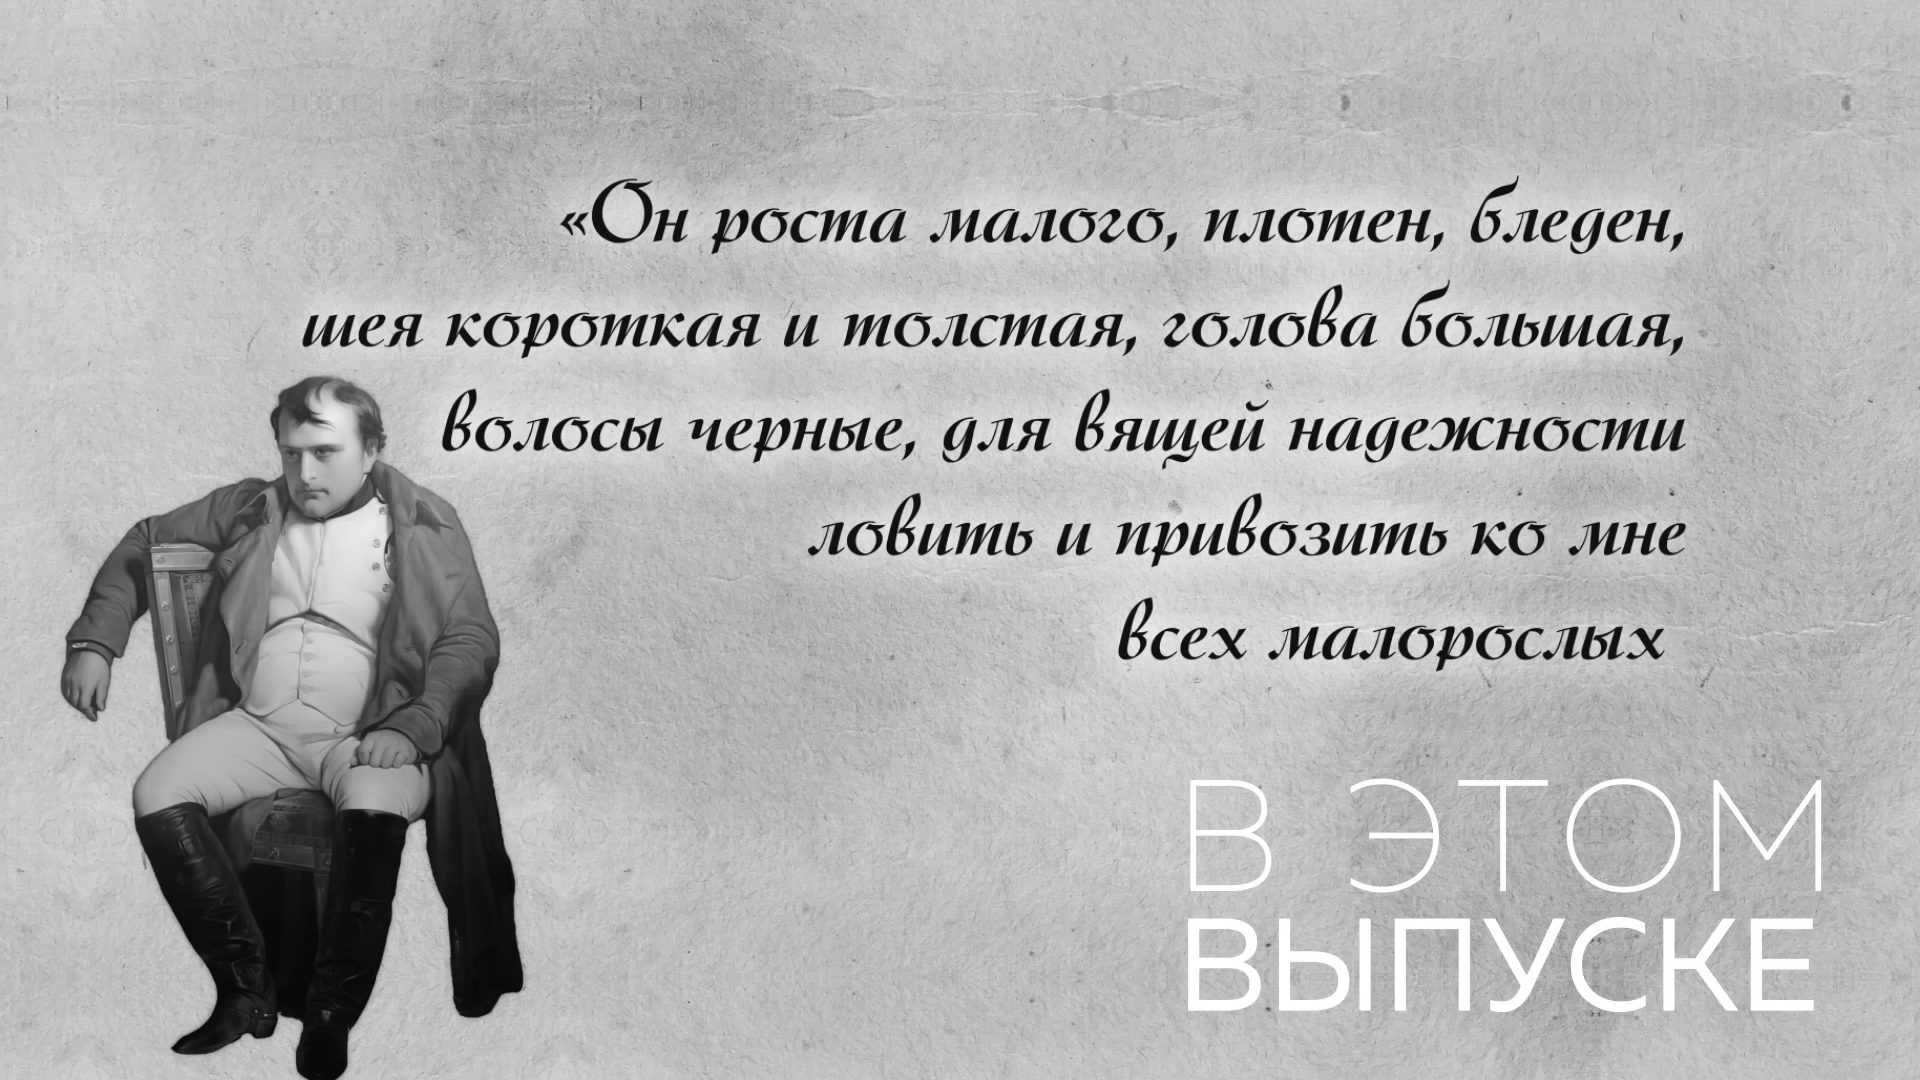 «Он роста малого, плотен, бледен,
шея короткая и толстая, голова большая,
волосы черные, для вящей надежности
ловить и привозить ко мне
всех малорослых
В ЭТОМ
ВЫПУСКЕ